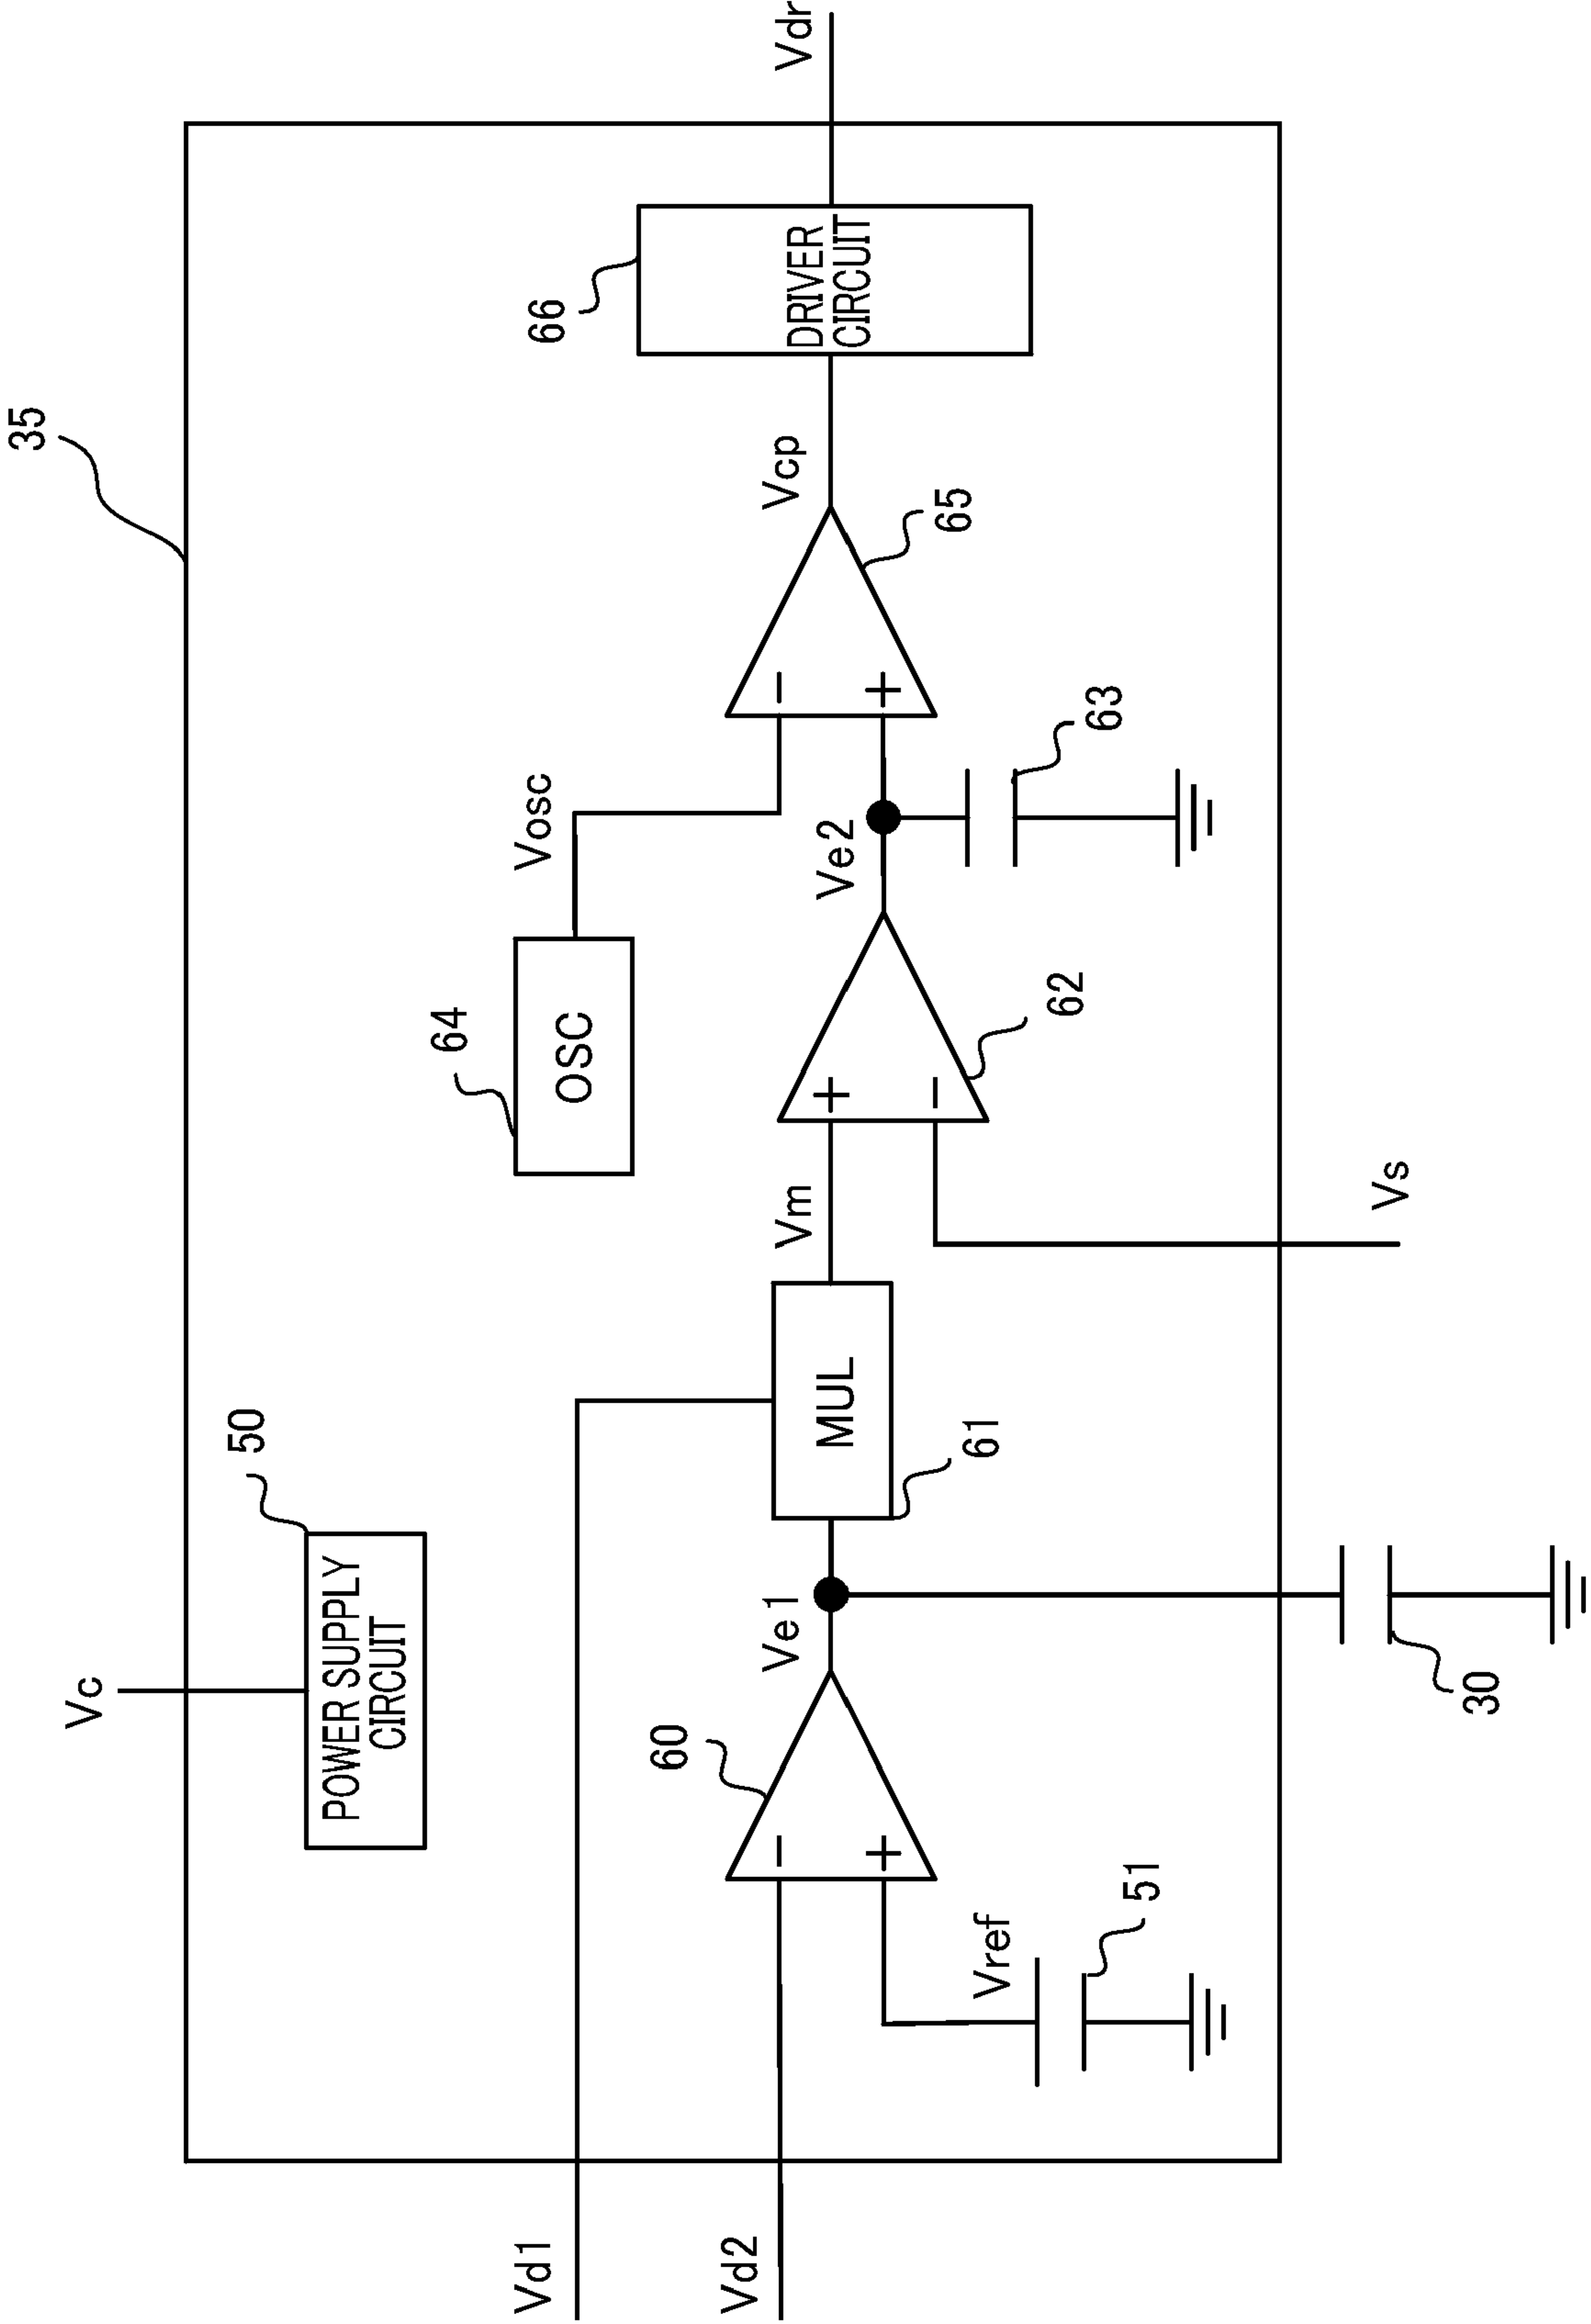 35
Vc
50
POWER SUPPLY
CIRCUIT
64
OSC
Vosc
66
DRIVER
CIRCUIT
Vd1
Vd2
60
Ve1
MUL
61
Vm
+
−
62
Ve2
−
+
65
Vcp
Vdr
−
+
Vref
51
63
30
Vs